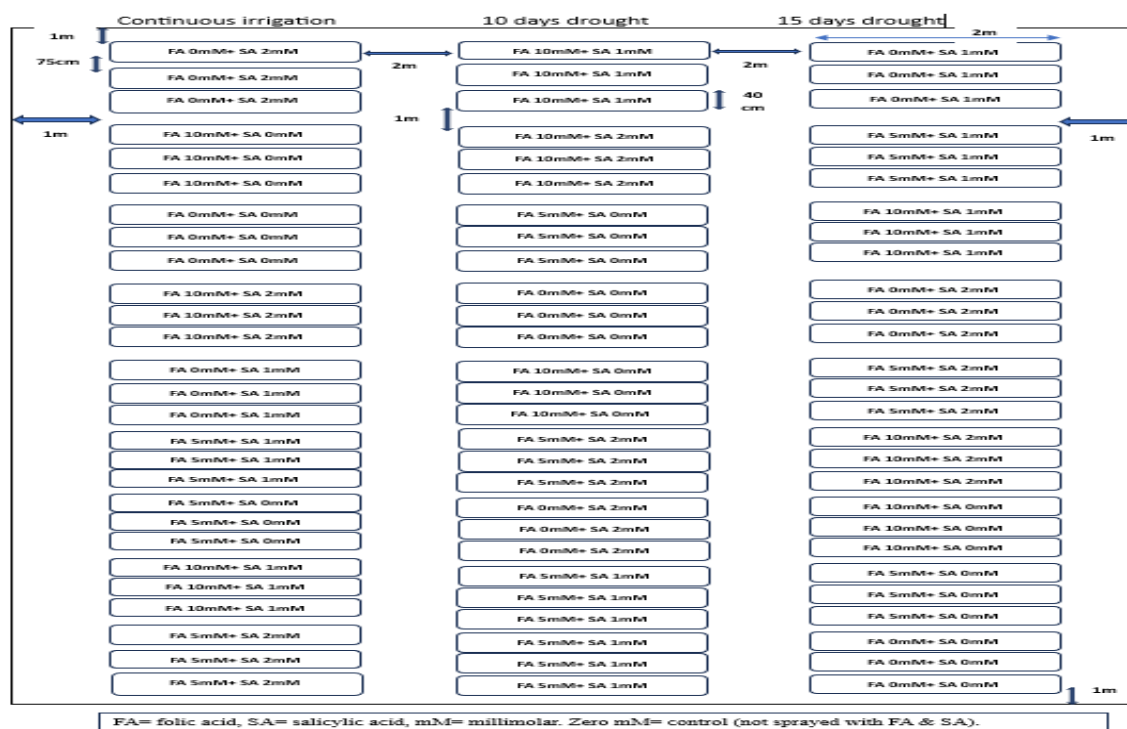 Continuous irrigation
1m
75cm
1m
FA 0mM+ SA 2mM
FA 0mM+ SA 2mM
FA 0mM+ SA 2mM
FA 10mM+ SA 0mM
FA 10mM+ SA 0mM
FA 10mM+ SA 0mM
FA 0mM+ SA 0mM
FA 0mM+ SA 0mM
FA 0mM+ SA 0mM
FA 10mM+ SA 2mM
FA 10mM+ SA 2mM
FA 10mM+ SA 2mM
FA 0mM+ SA 1mM
FA 0mM+ SA 1mM
FA 0mM+ SA 1mM
FA 5mM+ SA 1mM
FA 5mM+ SA 1mM
FA 5mM+ SA 1mM
FA 5mM+ SA 0mM
FA 5mM+ SA 0mM
FA 5mM+ SA 0mM
FA 10mM+ SA 1mM
FA 10mM+ SA 1mM
FA 10mM+ SA 1mM
FA 5mM+ SA 2mM
FA 5mM+ SA 2mM
FA 5mM+ SA 2mM
2m
1m
10 days drought
FA 10mM+ SA 1mM
FA 10mM+ SA 1mM
FA 10mM+ SA 1mM
FA 10mM+ SA 2mM
FA 10mM+ SA 2mM
FA 10mM+ SA 2mM
FA 5mM+ SA 0mM
FA 5mM+ SA 0mM
FA 5mM+ SA 0mM
FA 0mM+ SA 0mM
FA 0mM+ SA 0mM
FA 0mM+ SA 0mM
FA 10mM+ SA 0mM
FA 10mM+ SA 0mM
FA 10mM+ SA 0mM
FA 5mM+ SA 2mM
FA 5mM+ SA 2mM
FA 5mM+ SA 2mM
FA 0mM+ SA 2mM
FA 0mM+ SA 2mM
FA 0mM+ SA 2mM
FA 5mM+ SA 1mM
FA 5mM+ SA 1mM
FA 5mM+ SA 1mM
FA 5mM+ SA 1mM
FA 5mM+ SA 1mM
FA 5mM+ SA 1mM
2m
40
cm
15 days drought
2m
FA 0mM+ SA 1mM
FA 0mM+ SA 1mM
FA 0mM+ SA 1mM
FA 5mM+ SA 1mM
FA 5mM+ SA 1mM
FA 5mM+ SA 1mM
FA 10mM+ SA 1mM
FA 10mM+ SA 1mM
FA 10mM+ SA 1mM
FA 0mM+ SA 2mM
FA 0mM+ SA 2mM
FA 0mM+ SA 2mM
FA 5mM+ SA 2mM
FA 5mM+ SA 2mM
FA 5mM+ SA 2mM
FA 10mM+ SA 2mM
FA 10mM+ SA 2mM
FA 10mM+ SA 2mM
FA 10mM+ SA 0mM
FA 10mM+ SA 0mM
FA 10mM+ SA 0mM
FA 5mM+ SA 0mM
FA 5mM+ SA 0mM
FA 5mM+ SA 0mM
FA 0mM+ SA 0mM
FA 0mM+ SA 0mM
FA 0mM+ SA 0mM
1m
1m
FA= folic acid, SA= salicylic acid, mM= millimolar. Zero mM= control (not sprayed with FA & SA).